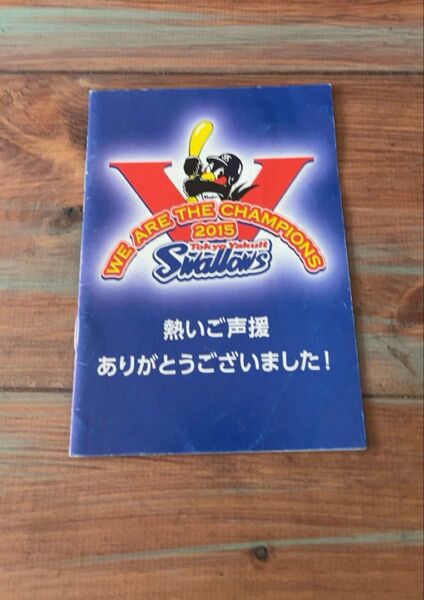 WE ARE THE CHAMPIONS
2015
Tokyo Yakult
Swallows
熱いご声援
ありがとうございました!